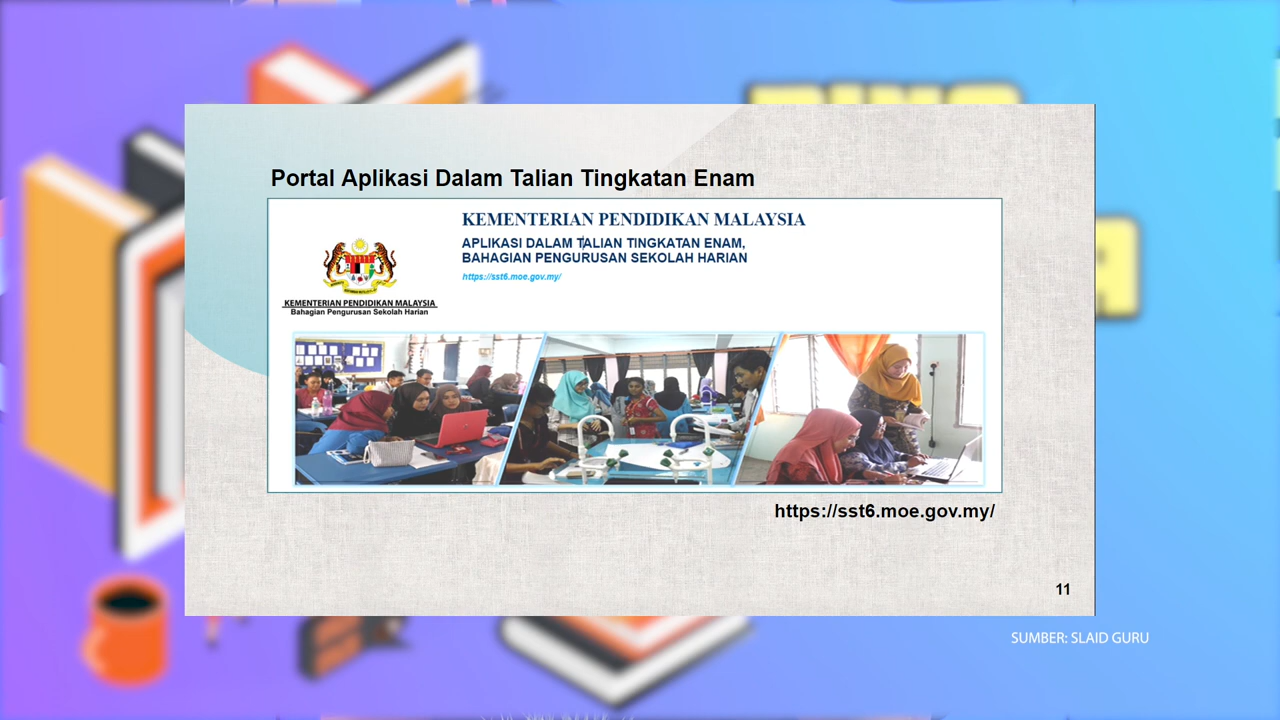 Portal Aplikasi Dalam Talian Tingkatan Enam
KEMENTERIAN PENDIDIKAN MALAYSIA
APLIKASI DALAM TALIAN TINGKATAN ENAM,
BAHAGIAN PENGURUSAN SEKOLAH HARIAN
https://sst6.moe.gov.my/
KEMENTERIAN PENDIDIKAN MALAYSIA
Bahagian Pengurusan Sekolah Harian
https://sst6.moe.gov.my/
11
SUMBER: SLAID GURU